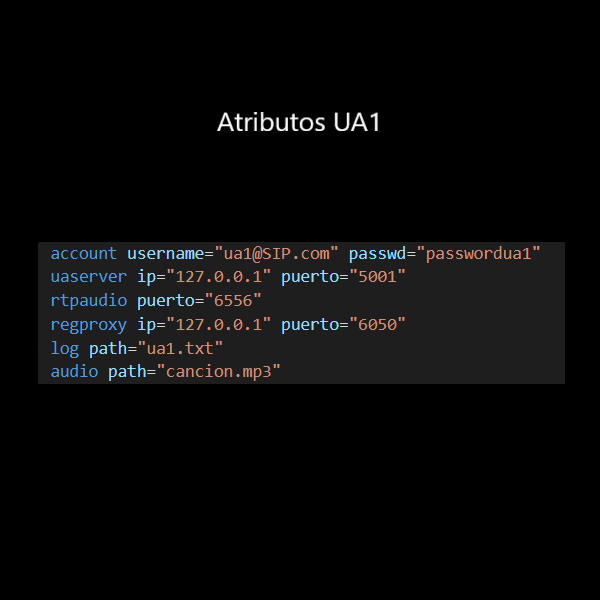 Atributos UA1
account username="ua1@SIP.com" passwd="passwordua1"
uaserver ip="127.0.0.1" puerto="5001"
rtpaudio puerto="6556"
regproxy ip="127.0.0.1" puerto="6050"
log path="ua1.txt"
audio path="cancion.mp3"